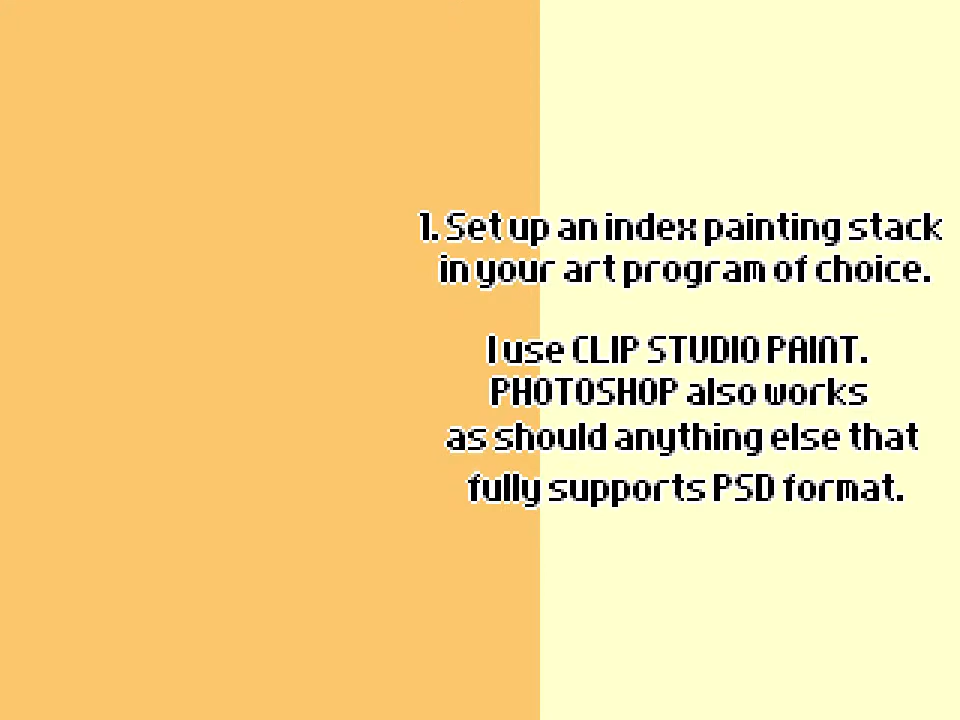 1. Set up an index painting stack
in your art program of choice.
I use CLIP STUDIO PAINT.
PHOTOSHOP also works
as should anything else that
fully supports PSD format.